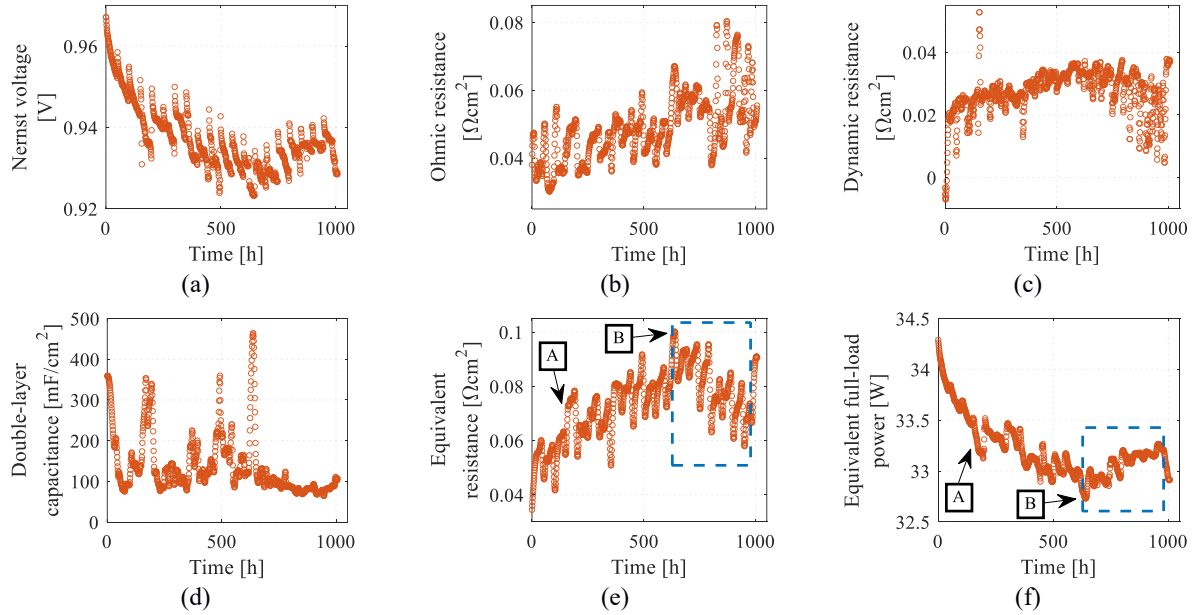 Nernst voltage
[V]
0.96
0.94
0.92
0
500
1000
Time [h]
(a)
Ohmic resistance
[Ωcm²]
0.08
0.06
0.04
0
500
1000
Time [h]
(b)
Dynamic resistance
[Ωcm²]
0.04
0.02
0
0
500
1000
Time [h]
(c)
Double-layer
capacitance [mF/cm²]
500
400
300
200
100
0
0
500
1000
Time [h]
(d)
Equivalent
resistance [Ωcm²]
0.1
0.08
0.06
0.04
A
B
0
500
1000
Time [h]
(e)
Equivalent full-load
power [W]
34.5
34
33.5
33
32.5
A
B
0
500
1000
Time [h]
(f)